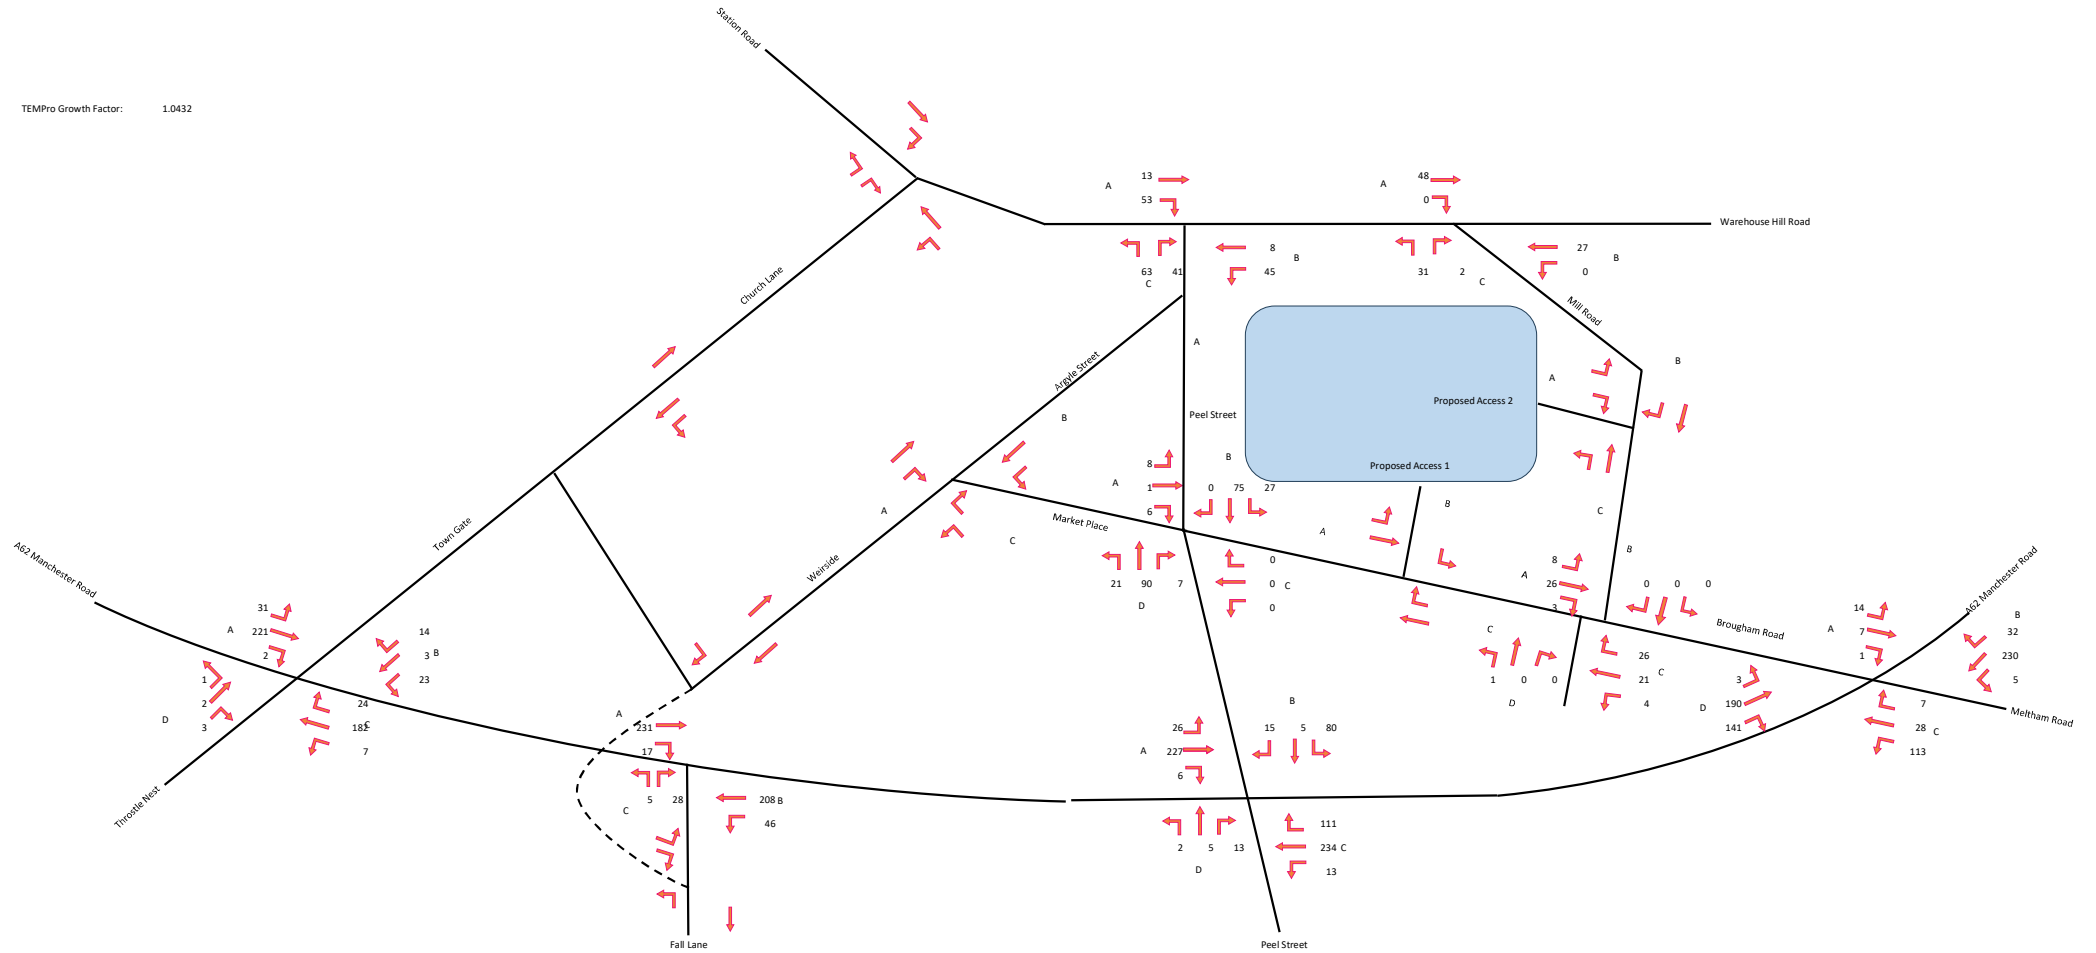 Station Road
TEMPro Growth Factor: 1.0432
13
A
53
48
A
0
Warehouse Hill Road
8
B
45
63 41
C
27
B
0
31 2
C
Church Lane
Mill Road
A
Argyle Street
B
Peel Street
Proposed Access 2
A
B
Proposed Access 1
8
A
1
6
B
0 75 27
Market Place
A
C
21 90 7
D
0
0 C
0
A
B
C
B
8
A
26
3
0 0 0
C
1 0 0
D
26
21 C
4
Brougham Road
A62 Manchester Road
Town Gate
Weirside
31
A 221
2
14
3 B
23
1
2
D
3
24
182 C
7
Throstle Nest
A
231
17
5 28
C
208 B
46
Fall Lane
26
A 227
6
B
15 5 80
2 5 13
D
111
234 C
13
Peel Street
14
A 7
1
A62 Manchester Road
B
32
230
5
3
D 190
141
7
28 C
113
Meltham Road